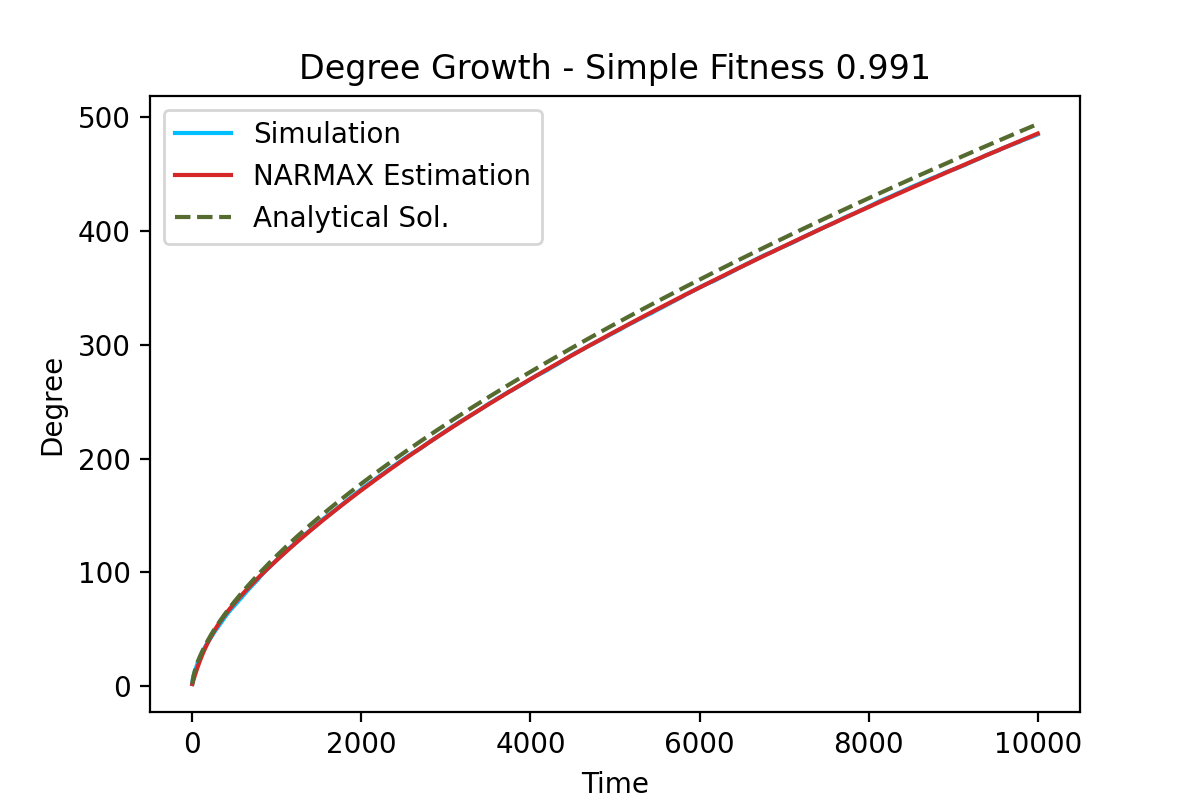 Degree Growth - Simple Fitness 0.991
Simulation
NARMAX Estimation
Analytical Sol.
500
400
300
200
100
0
Degree
0 2000 4000 6000 8000 10000
Time